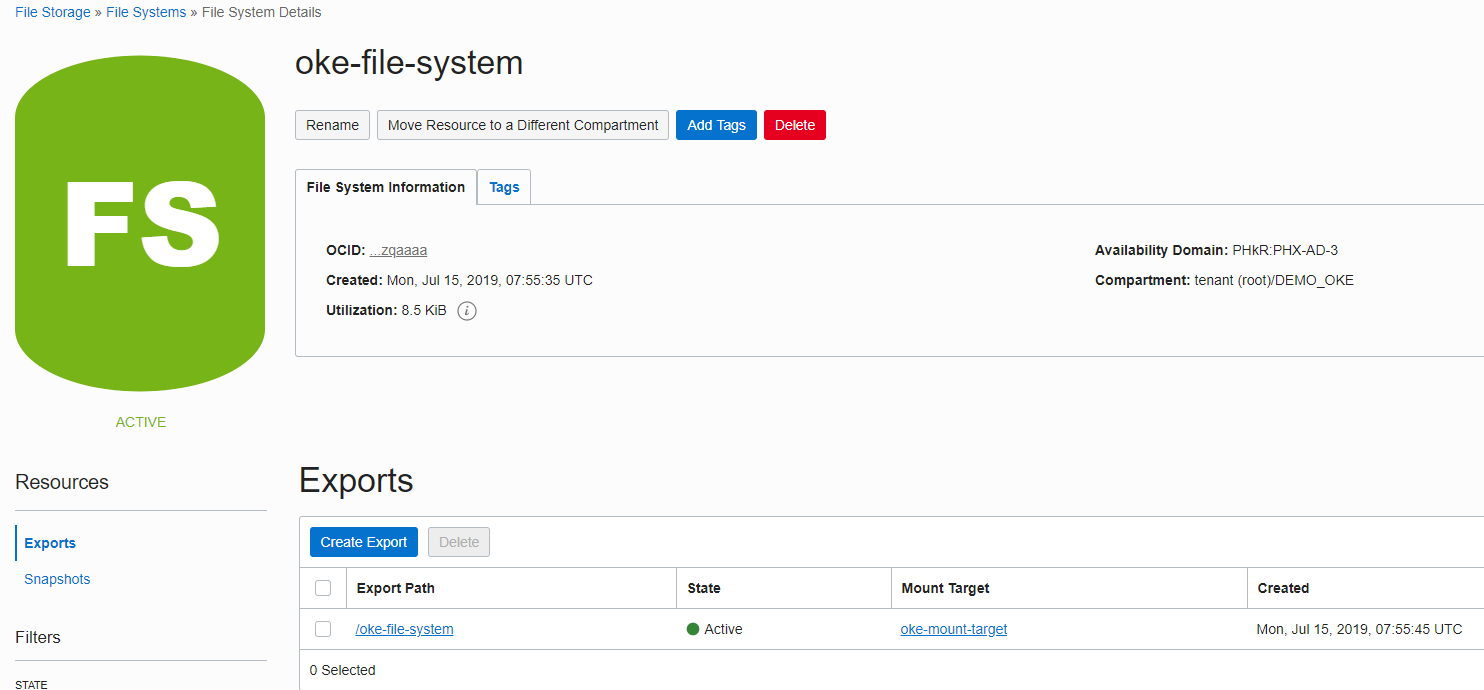 File Storage » File Systems » File System Details
FS
ACTIVE
oke-file-system
Rename Move Resource to a Different Compartment Add Tags Delete
File System Information Tags
OCID: ...zqaaaa
Created: Mon, Jul 15, 2019, 07:55:35 UTC
Utilization: 8.5 KiB i
Availability Domain: PHkR:PHX-AD-3
Compartment: tenant (root)/DEMO_OKE
Resources
Exports
Snapshots
Filters
STATE
Exports
Create Export Delete
Export Path State Mount Target Created
/oke-file-system Active oke-mount-target Mon, Jul 15, 2019, 07:55:45 UTC
0 Selected